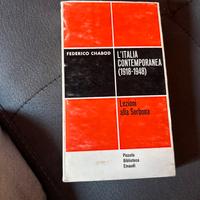 FEDERICO CHABOD
L'ITALIA
CONTEMPORANEA
(1918-1948)
Lezioni
alla Sorbona
Piccola
Biblioteca
Einaudi